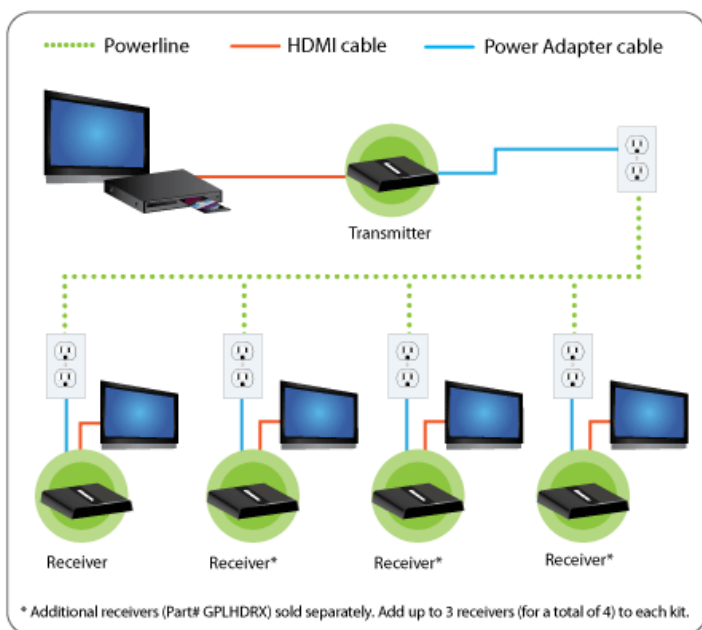 Powerline HDMI cable Power Adapter cable
Transmitter
Receiver Receiver* Receiver* Receiver*
* Additional receivers (Part# GPLHDRX) sold separately. Add up to 3 receivers (for a total of 4) to each kit.